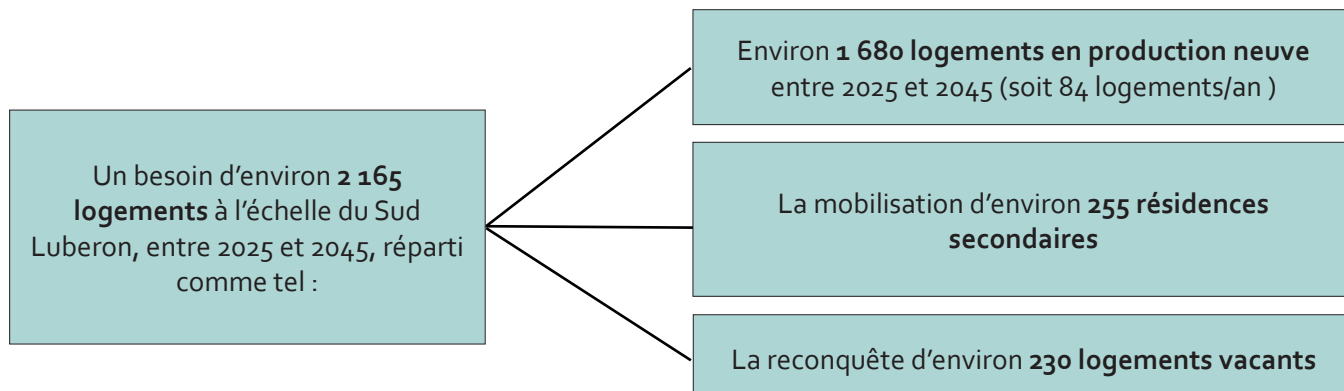 Un besoin d'environ 2 165
logements à l'échelle du Sud
Luberon, entre 2025 et 2045, réparti
comme tel :
Environ 1 680 logements en production neuve
entre 2025 et 2045 (soit 84 logements/an )
La mobilisation d'environ 255 résidences
secondaires
La reconquête d'environ 230 logements vacants